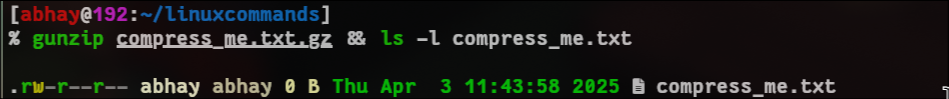 [abhay@192:~/linuxcommands]
% gunzip compress_me.txt.gz && ls -l compress_me.txt
.rw-r--r-- abhay abhay 0 B Thu Apr  3 11:43:58 2025 compress_me.txt